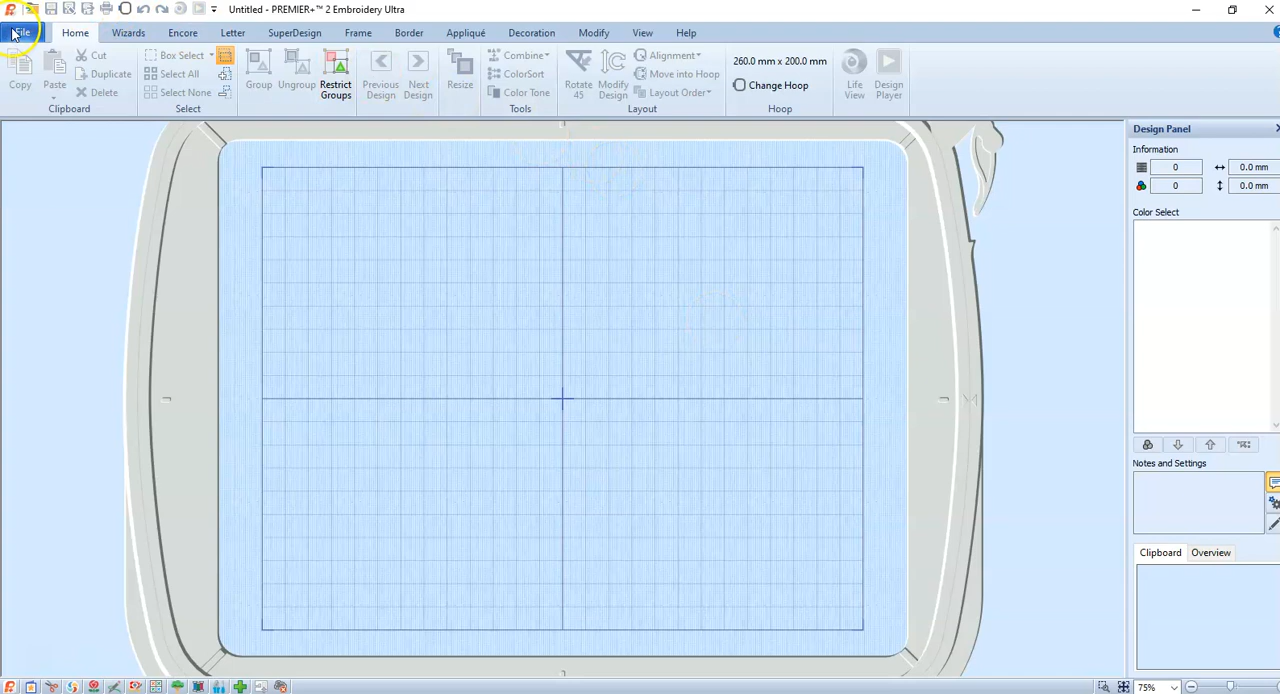 Untitled - PREMIER+™ 2 Embroidery Ultra
File Home Wizards Encore Letter SuperDesign Frame Border Appliqué Decoration Modify View Help
Copy
Paste
Cut
Duplicate
Delete
Clipboard
Box Select
Select All
Select None
Select
Group
Ungroup
Restrict
Groups
Previous
Design
Next
Design
Resize
Combine
ColorSort
Color Tone
Tools
Rotate
45
Modify
Design
Alignment
Move into Hoop
Layout Order
Layout
260.0 mm x 200.0 mm
Change Hoop
Hoop
Life
View
Design
Player
Design Panel
Information
0 0.0 mm
0 0.0 mm
Color Select
Notes and Settings
Clipboard Overview
75%